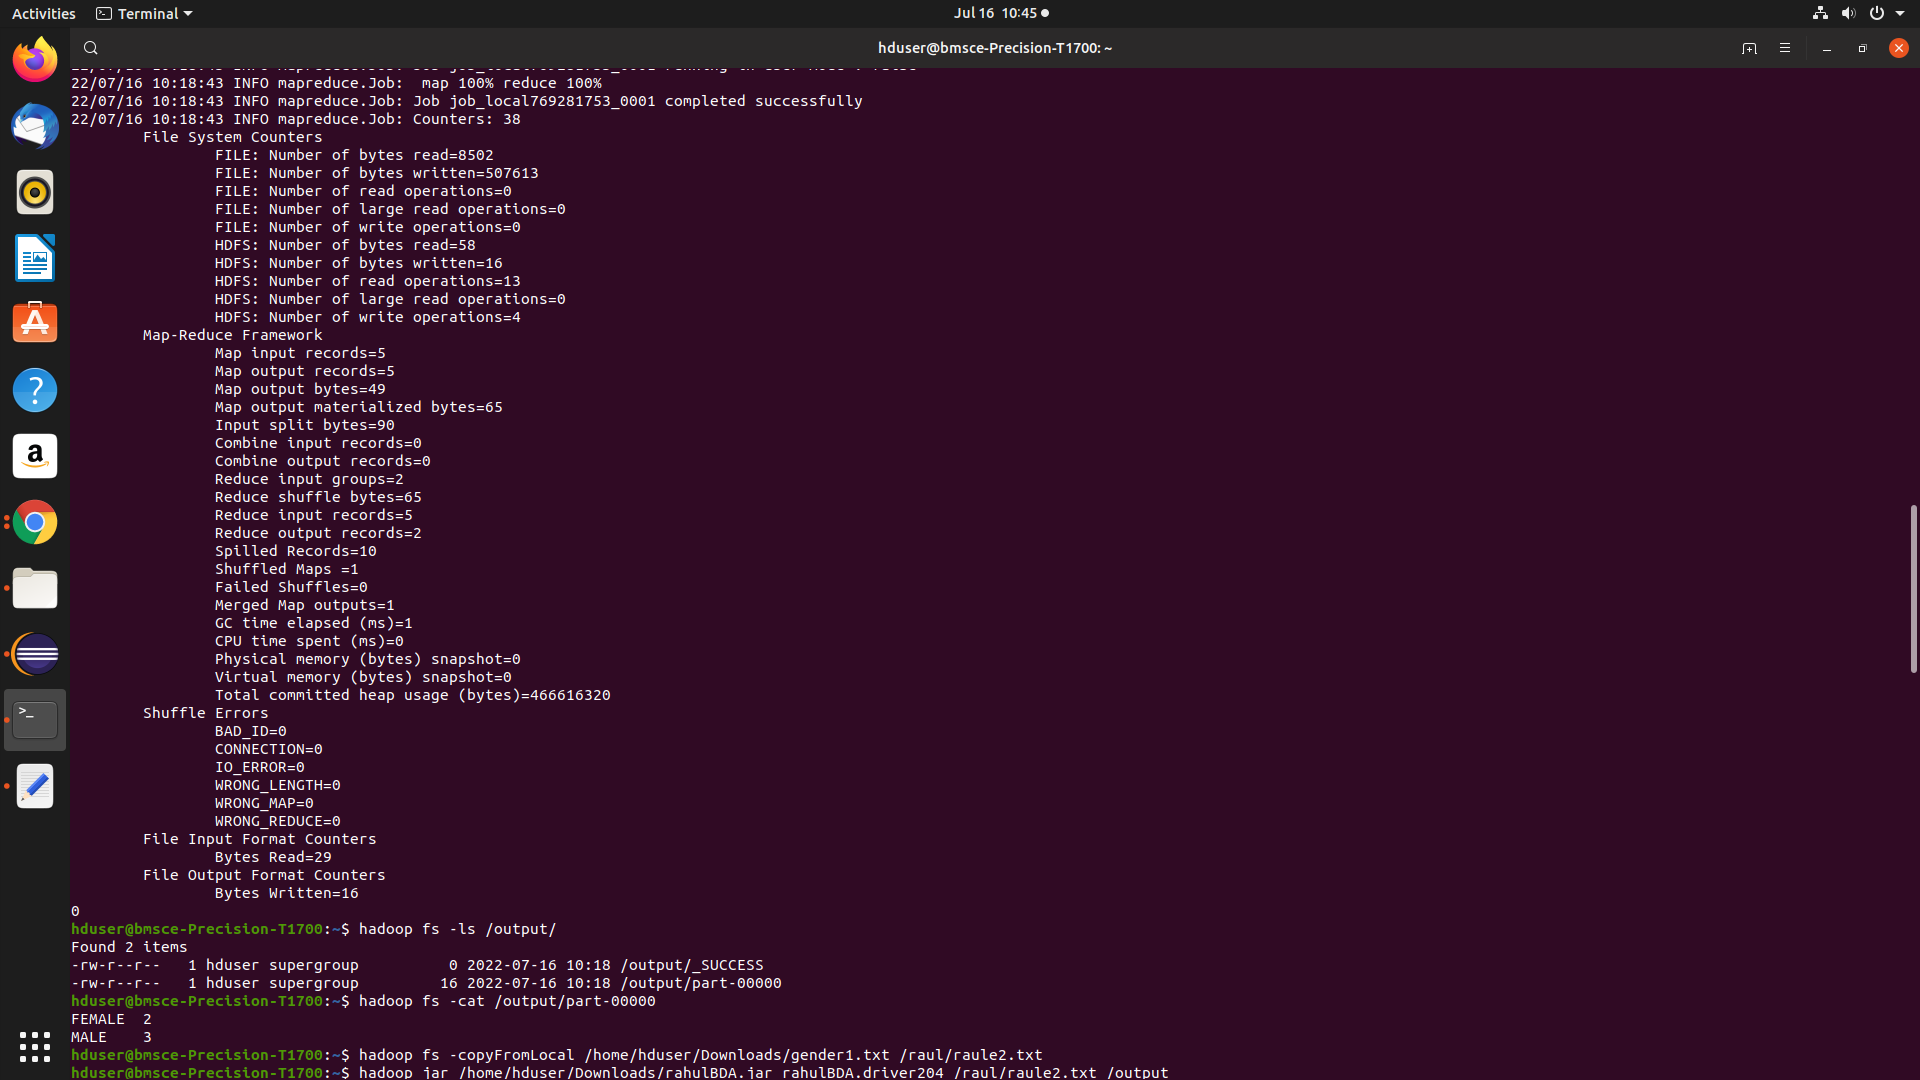 Activities Terminal Jul 16 10:45
hduser@bmsce-Precision-T1700: ~
22/07/16 10:18:43 INFO mapreduce.Job:  map 100% reduce 100%
22/07/16 10:18:43 INFO mapreduce.Job: Job job_local769281753_0001 completed successfully
22/07/16 10:18:43 INFO mapreduce.Job: Counters: 38
File System Counters
FILE: Number of bytes read=8502
FILE: Number of bytes written=507613
FILE: Number of read operations=0
FILE: Number of large read operations=0
FILE: Number of write operations=0
HDFS: Number of bytes read=58
HDFS: Number of bytes written=16
HDFS: Number of read operations=13
HDFS: Number of large read operations=0
HDFS: Number of write operations=4
Map-Reduce Framework
Map input records=5
Map output records=5
Map output bytes=49
Map output materialized bytes=65
Input split bytes=90
Combine input records=0
Combine output records=0
Reduce input groups=2
Reduce shuffle bytes=65
Reduce input records=5
Reduce output records=2
Spilled Records=10
Shuffled Maps =1
Failed Shuffles=0
Merged Map outputs=1
GC time elapsed (ms)=1
CPU time spent (ms)=0
Physical memory (bytes) snapshot=0
Virtual memory (bytes) snapshot=0
Total committed heap usage (bytes)=466616320
Shuffle Errors
BAD_ID=0
CONNECTION=0
IO_ERROR=0
WRONG_LENGTH=0
WRONG_MAP=0
WRONG_REDUCE=0
File Input Format Counters
Bytes Read=29
File Output Format Counters
Bytes Written=16
0
hduser@bmsce-Precision-T1700:~$ hadoop fs -ls /output/
Found 2 items
-rw-r--r--   1 hduser supergroup          0 2022-07-16 10:18 /output/_SUCCESS
-rw-r--r--   1 hduser supergroup         16 2022-07-16 10:18 /output/part-00000
hduser@bmsce-Precision-T1700:~$ hadoop fs -cat /output/part-00000
FEMALE  2
MALE    3
hduser@bmsce-Precision-T1700:~$ hadoop fs -copyFromLocal /home/hduser/Downloads/gender1.txt /raul/raule2.txt
hduser@bmsce-Precision-T1700:~$ hadoop jar /home/hduser/Downloads/rahulBDA.jar rahulBDA.driver204 /raul/raule2.txt /output